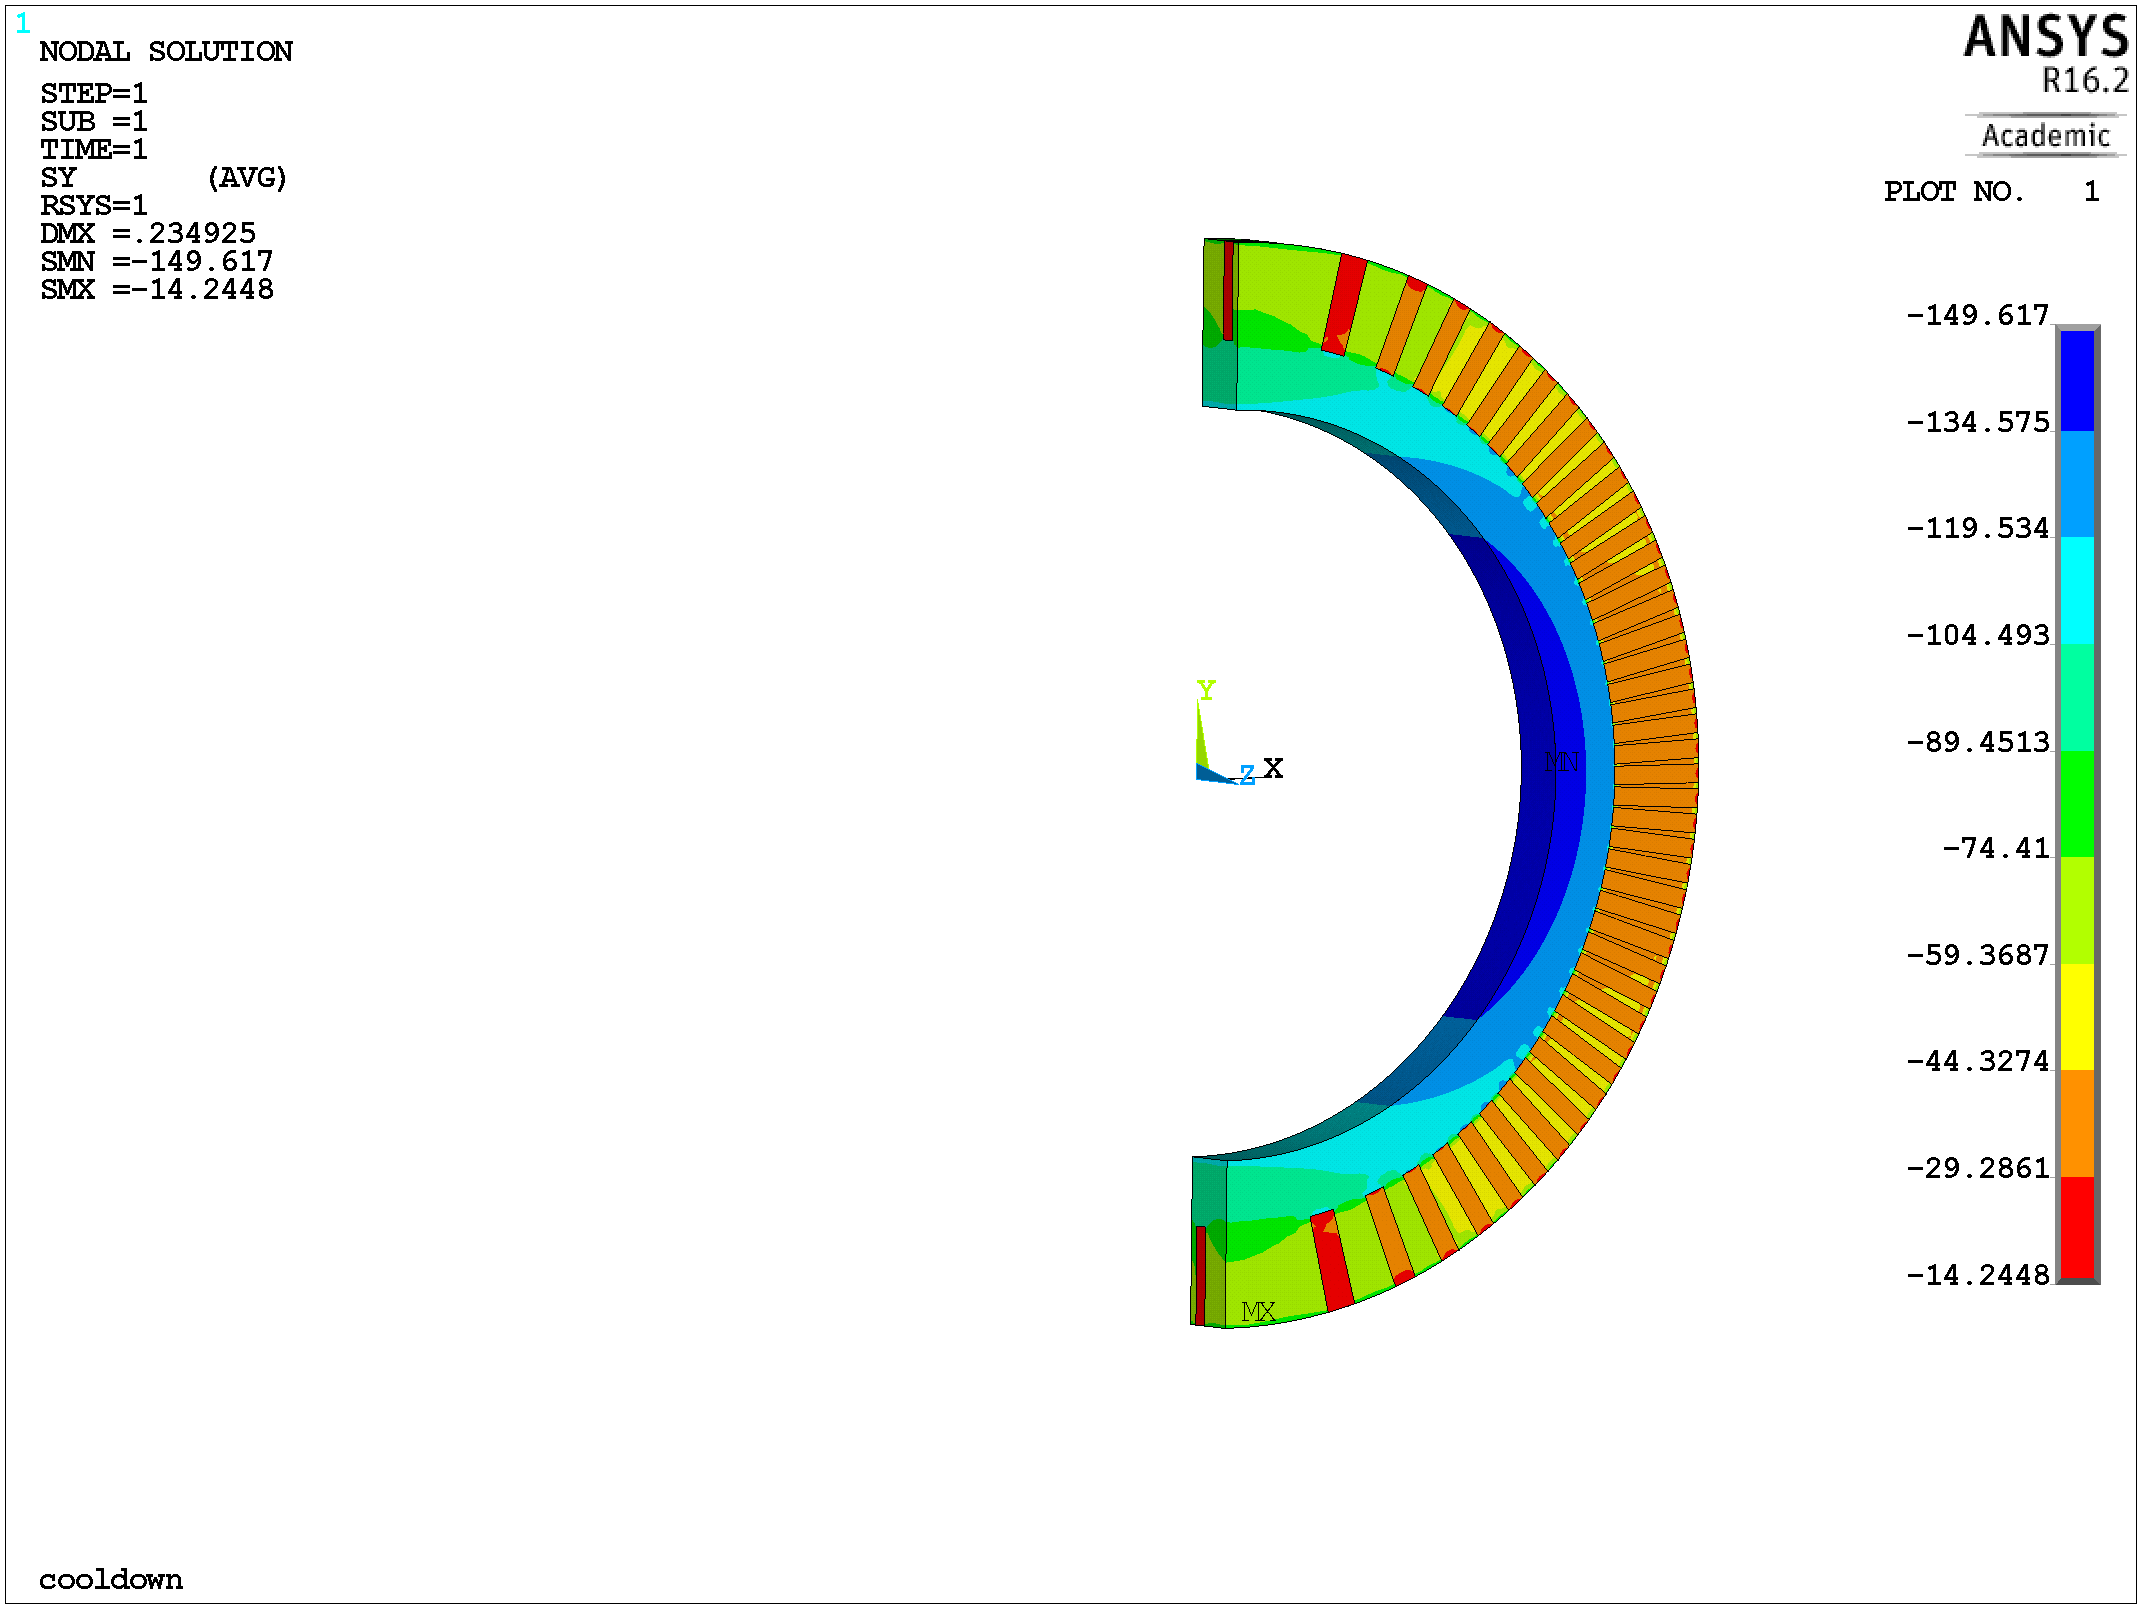 1
NODAL SOLUTION
STEP=1
SUB =1
TIME=1
SY (AVG)
RSYS=1
DMX =.234925
SMN =-149.617
SMX =-14.2448
ANSYS
R16.2
Academic
PLOT NO. 1
-149.617
-134.575
-119.534
-104.493
-89.4513
-74.41
-59.3687
-44.3274
-29.2861
-14.2448
Y
Z X
MN
MX
cooldown